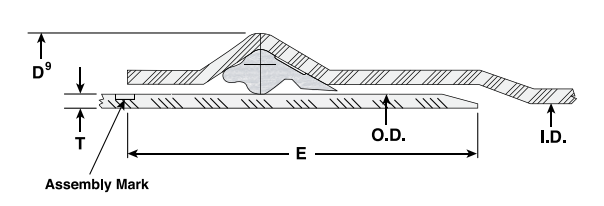 D9
T
O.D.
I.D.
E
Assembly Mark